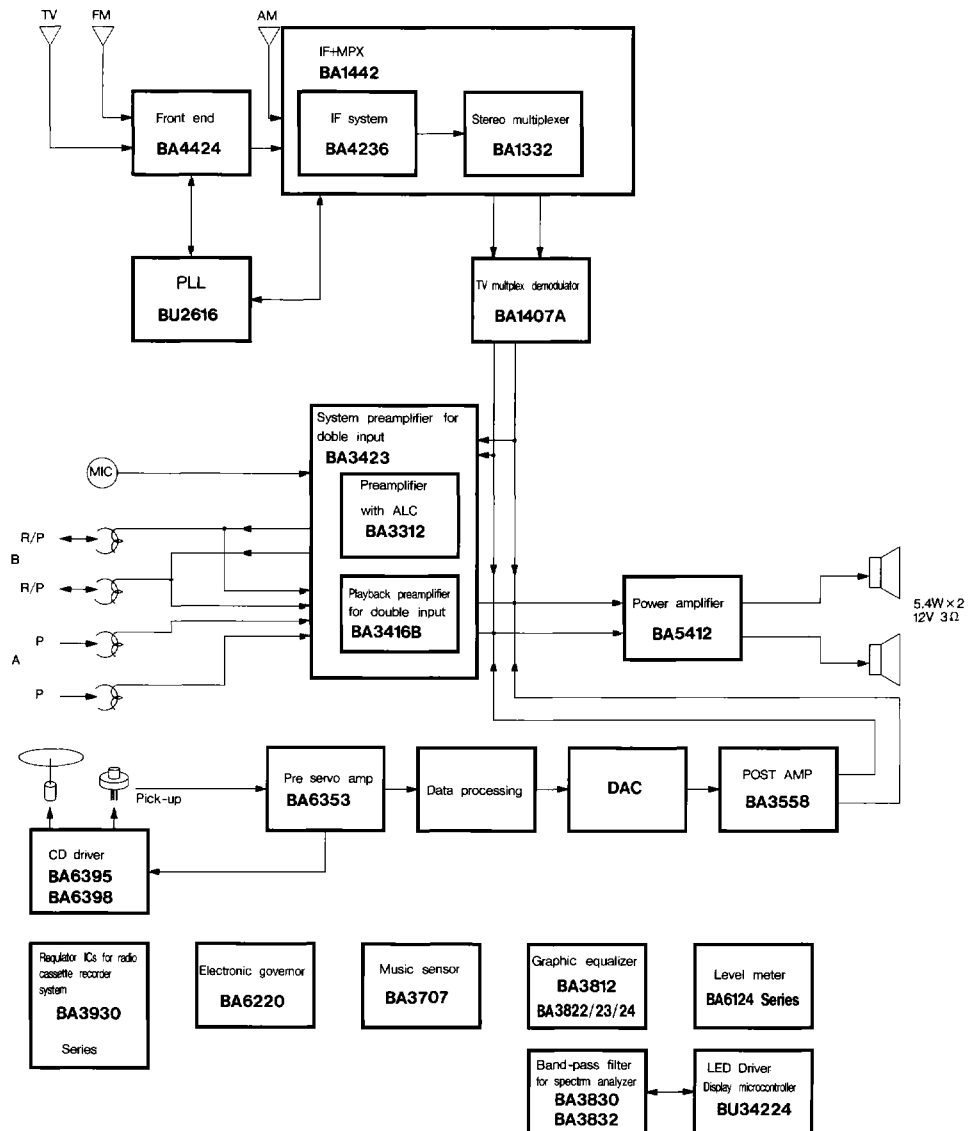 TV
FM
AM
IF+MPX
BA1442
Front end
BA4424
IF system
BA4236
Stereo multiplexer
BA1332
PLL
BU2616
TV multplex demodulator
BA1407A
System preamplifier for
doble input
BA3423
MIC
Preamplifier
with ALC
BA3312
R/P
B
R/P
Playback preamplifier
for double input
BA3416B
P
A
P
Power amplifier
BA5412
5.4W×2
12V 3Ω
Pick-up
Pre servo amp
BA6353
Data processing
DAC
POST AMP
BA3558
CD driver
BA6395
BA6398
Requlator ICs for radio
cassette recorder
system
BA3930
Series
Electronic governor
BA6220
Music sensor
BA3707
Graphic equalizer
BA3812
BA3822/23/24
Level meter
BA6124 Series
Band-pass filter
for spectrm analyzer
BA3830
BA3832
LED Driver
Display microcontroller
BU34224